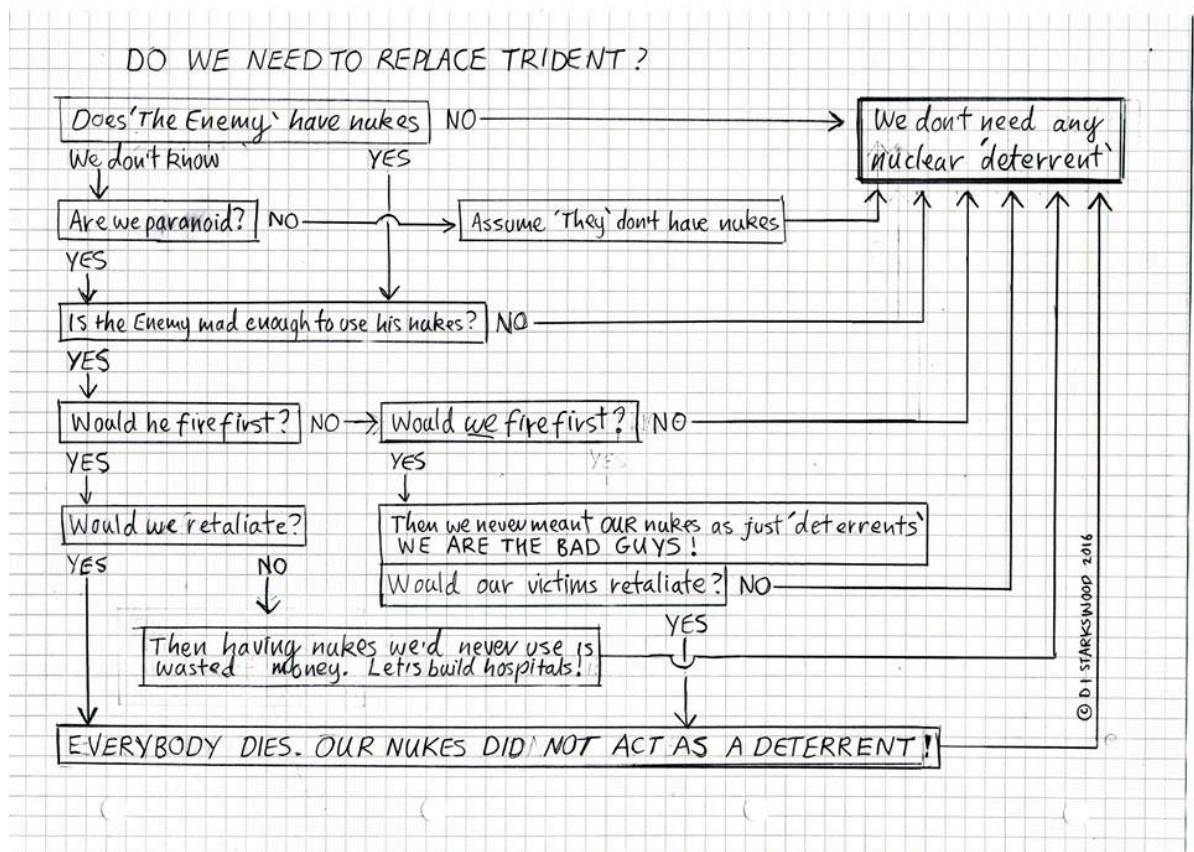 DO WE NEED TO REPLACE TRIDENT?
Does 'The Enemy' have nukes NO
We don't need any
nuclear 'deterrent'
We don't know YES
Are we paranoid? NO
Assume 'They' don't have nukes
YES
Is the Enemy mad enough to use his nukes? NO
YES
Would he fire first? NO
Would we fire first? NO
YES
YES YES
Would we retaliate?
Then we never meant OUR nukes as just 'deterrents'
WE ARE THE BAD GUYS!
YES NO
Would our victims retaliate? NO
YES
Then having nukes we'd never use is
wasted money. Let's build hospitals!
EVERYBODY DIES. OUR NUKES DID NOT ACT AS A DETERRENT!
© D I STARKSWOOD 2016